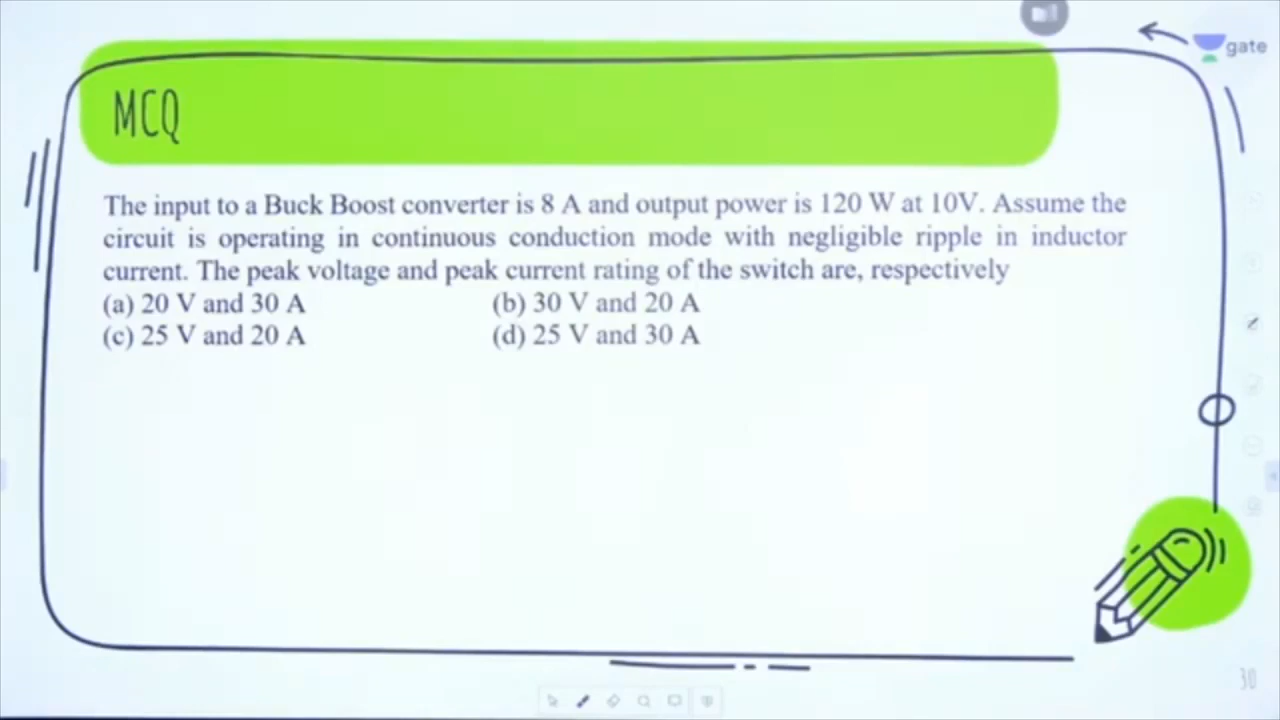 gate
MCQ
The input to a Buck Boost converter is 8 A and output power is 120 W at 10V. Assume the
circuit is operating in continuous conduction mode with negligible ripple in inductor
current. The peak voltage and peak current rating of the switch are, respectively
(a) 20 V and 30 A (b) 30 V and 20 A
(c) 25 V and 20 A (d) 25 V and 30 A
30